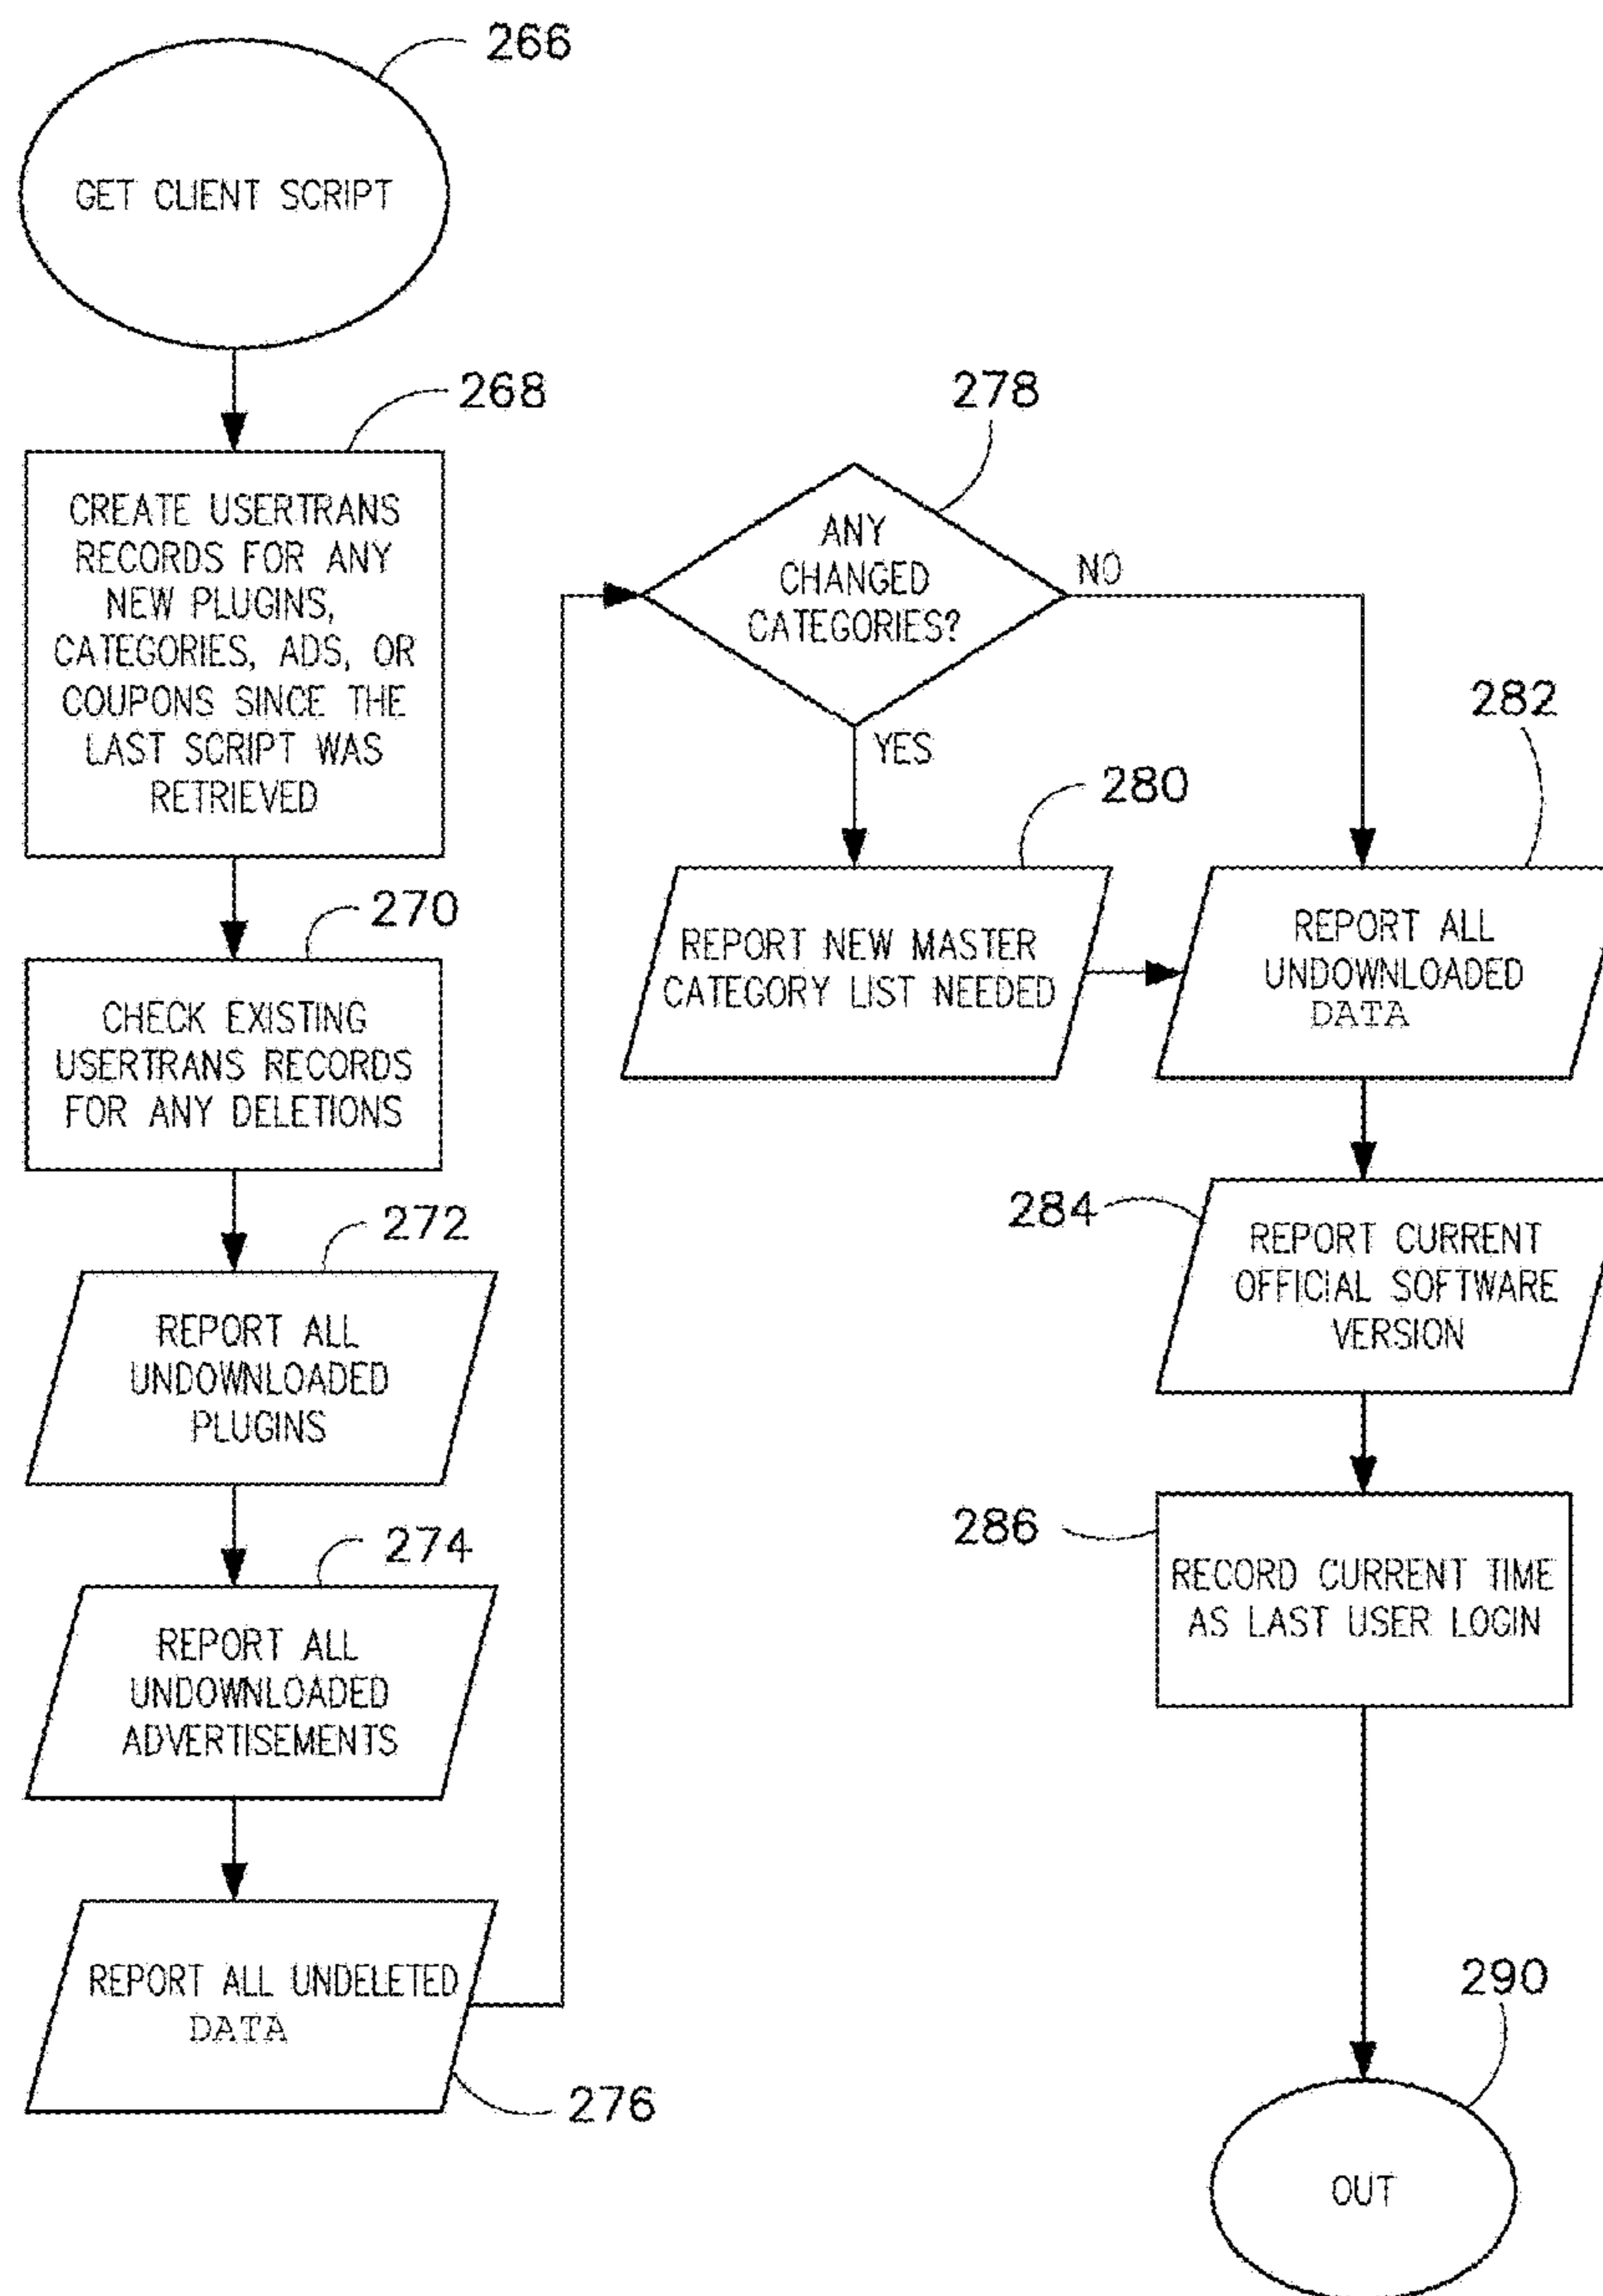 266
GET CLIENT SCRIPT
268
CREATE USERTRANS
RECORDS FOR ANY
NEW PLUGINS,
CATEGORIES, ADS, OR
COUPONS SINCE THE
LAST SCRIPT WAS
RETRIEVED
270
CHECK EXISTING
USERTRANS RECORDS
FOR ANY DELETIONS
272
REPORT ALL
UNDOWNLOADED
PLUGINS
274
REPORT ALL
UNDOWNLOADED
ADVERTISEMENTS
REPORT ALL UNDELETED
DATA
276
278
ANY
CHANGED
CATEGORIES?
NO
YES
280
REPORT NEW MASTER
CATEGORY LIST NEEDED
282
REPORT ALL
UNDOWNLOADED
DATA
284
REPORT CURRENT
OFFICIAL SOFTWARE
VERSION
286
RECORD CURRENT TIME
AS LAST USER LOGIN
290
OUT